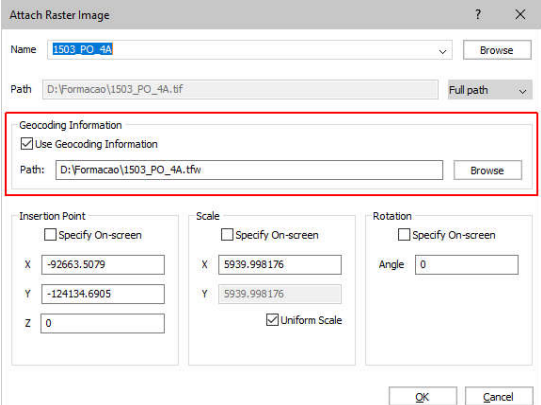 Attach Raster Image ? ×
Name 1503_PO_4A Browse
Path D:\Formacao\1503_PO_4A.tif Full path
Geocoding Information
Use Geocoding Information
Path: D:\Formacao\1503_PO_4A.tfw Browse
Insertion Point Scale Rotation
Specify On-screen Specify On-screen Specify On-screen
X -92663.5079 X 5939.998176 Angle 0
Y -124134.6905 Y 5939.998176
Z 0 Uniform Scale
OK Cancel